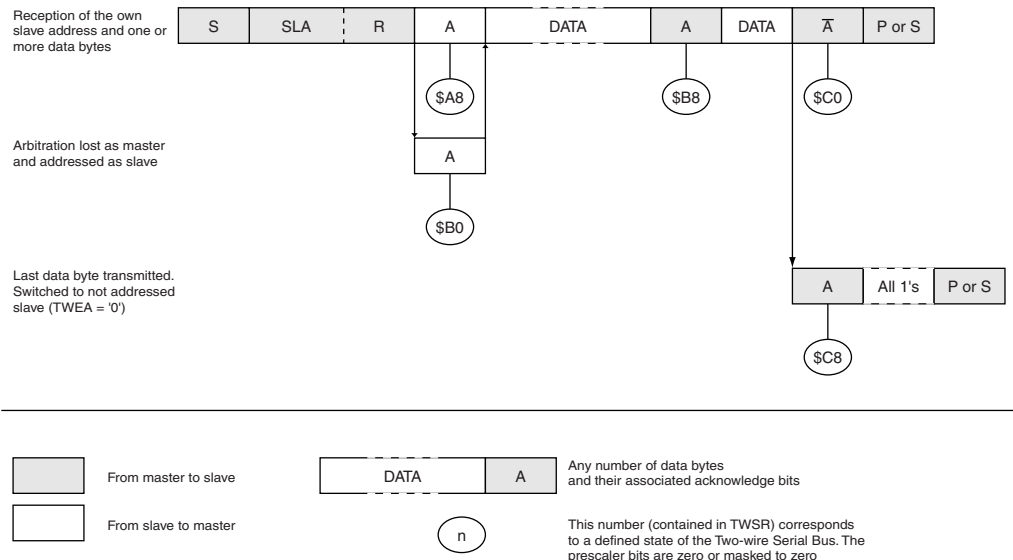 Reception of the own
slave address and one or
more data bytes
S SLA R A DATA A DATA A̅ P or S
$A8 $B8 $C0
Arbitration lost as master
and addressed as slave
A
$B0
Last data byte transmitted.
Switched to not addressed
slave (TWEA = '0')
A All 1's P or S
$C8
From master to slave
DATA A
Any number of data bytes
and their associated acknowledge bits
From slave to master
n
This number (contained in TWSR) corresponds
to a defined state of the Two-wire Serial Bus. The
prescaler bits are zero or masked to zero